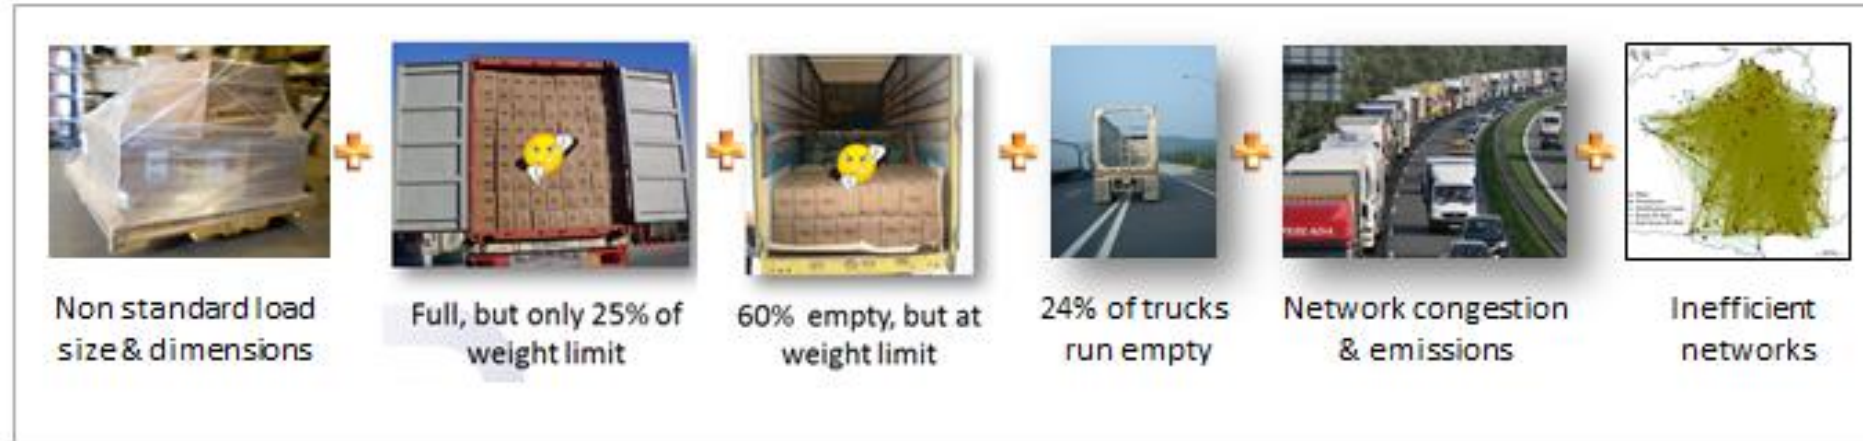 Non standard load
size & dimensions
Full, but only 25% of
weight limit
60% empty, but at
weight limit
24% of trucks
run empty
Network congestion
& emissions
Inefficient
networks